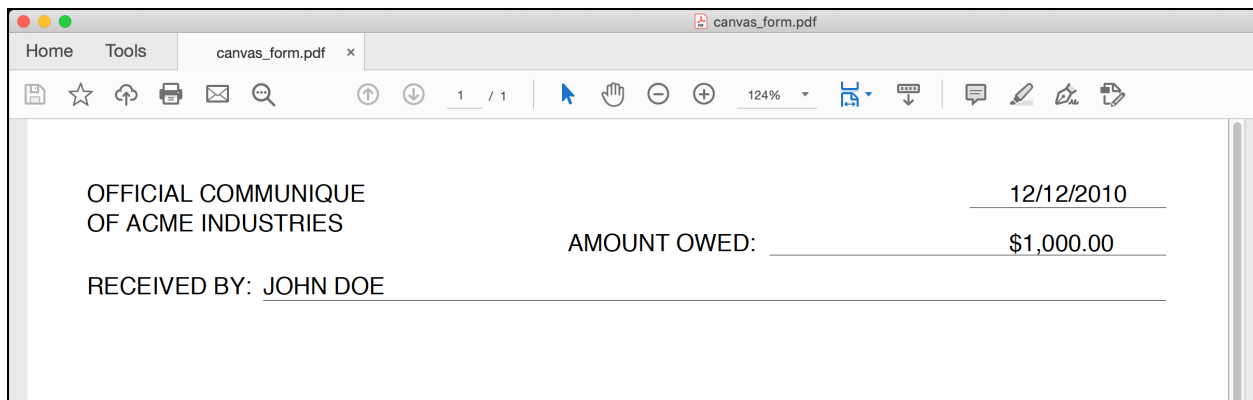 canvas_form.pdf
Home Tools canvas_form.pdf ×
1 / 1 124%
OFFICIAL COMMUNIQUE
OF ACME INDUSTRIES
12/12/2010
AMOUNT OWED: $1,000.00
RECEIVED BY: JOHN DOE